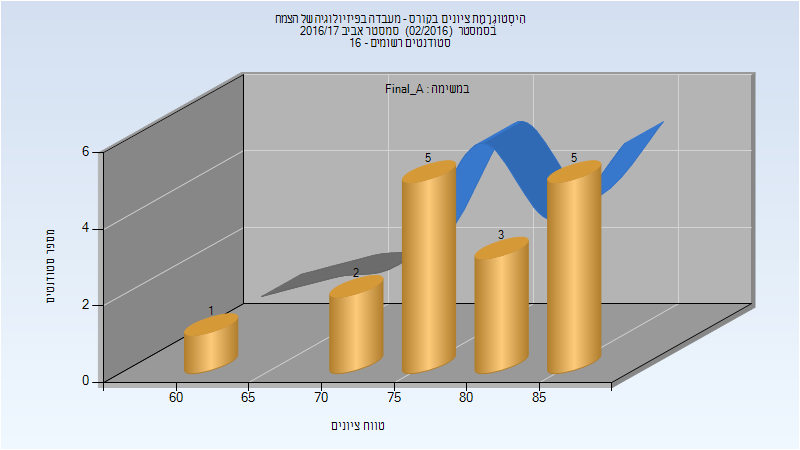 היסטוגרמת ציונים בקורס - מעבדה בפיזיולוגיה של הצמח
בסמסטר (02/2016) סמסטר אביב 2016/17
סטודנטים רשומים - 16
במשימה : Final_A
מספר סטודנטים
6
4
2
0
1
2
5
3
5
60 65 70 75 80 85
טווח ציונים